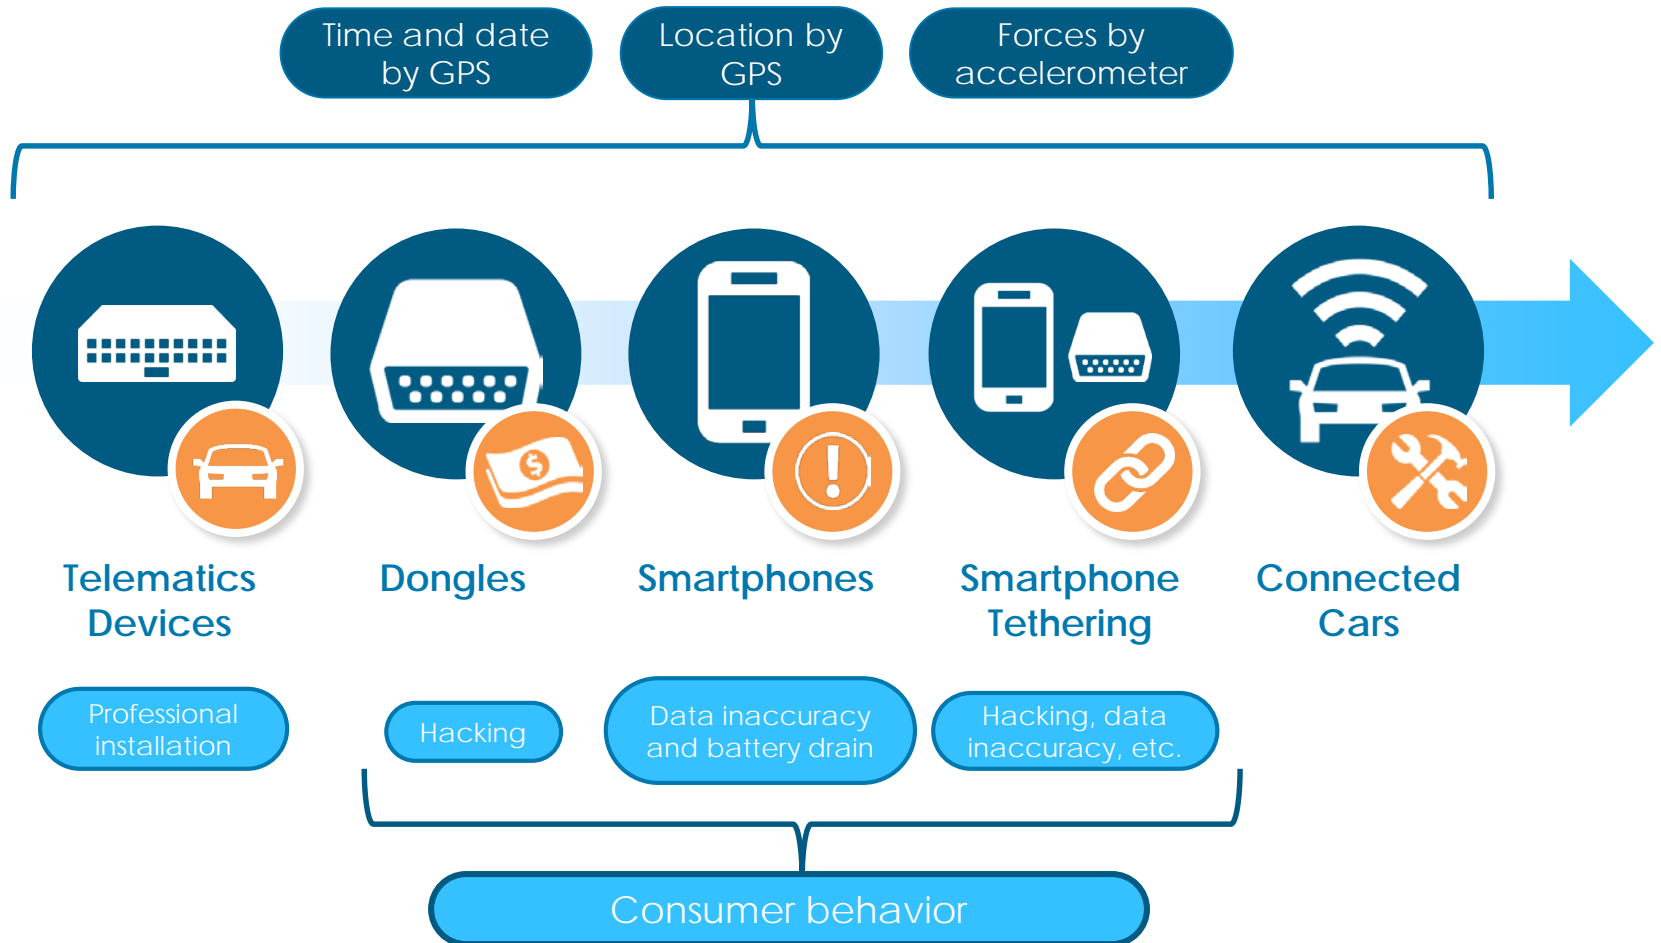 Time and date
by GPS
Location by
GPS
Forces by
accelerometer
$
Telematics
Devices
Dongles
Smartphones
Smartphone
Tethering
Connected
Cars
Professional
installation
Hacking
Data inaccuracy
and battery drain
Hacking, data
inaccuracy, etc.
Consumer behavior